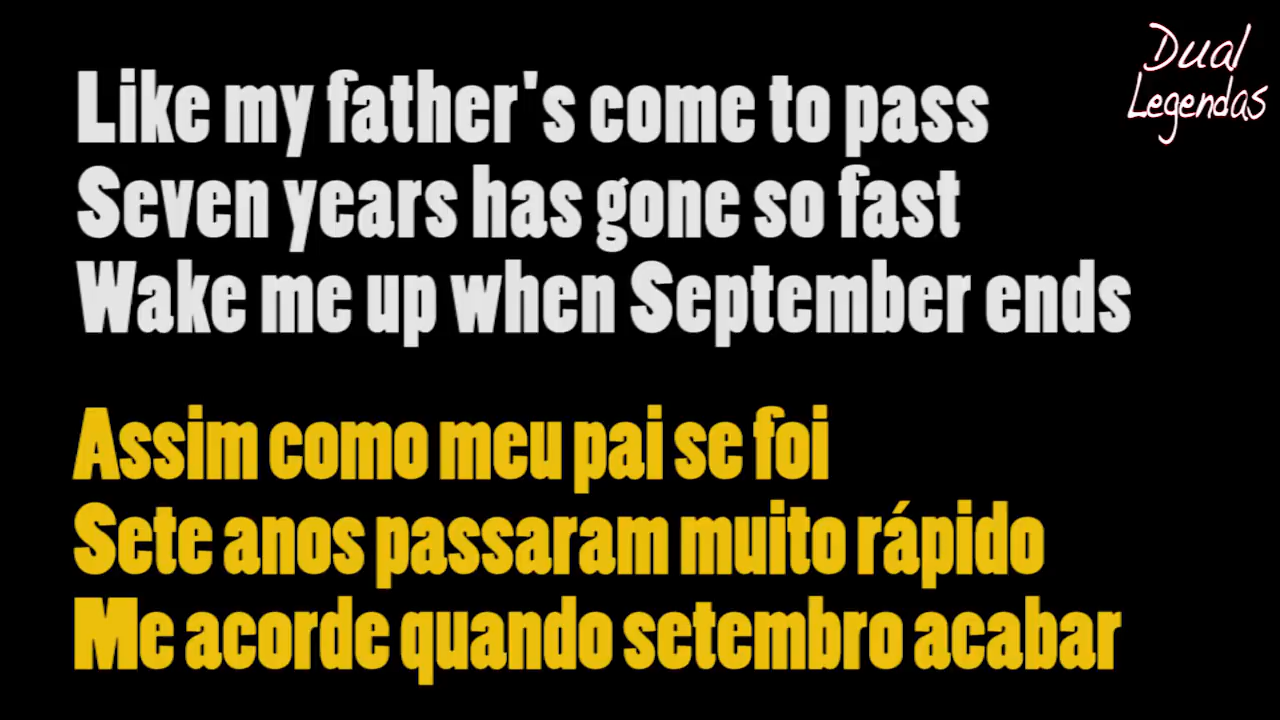 Dual
Legendas
Like my father's come to pass
Seven years has gone so fast
Wake me up when September ends
Assim como meu pai se foi
Sete anos passaram muito rápido
Me acorde quando setembro acabar